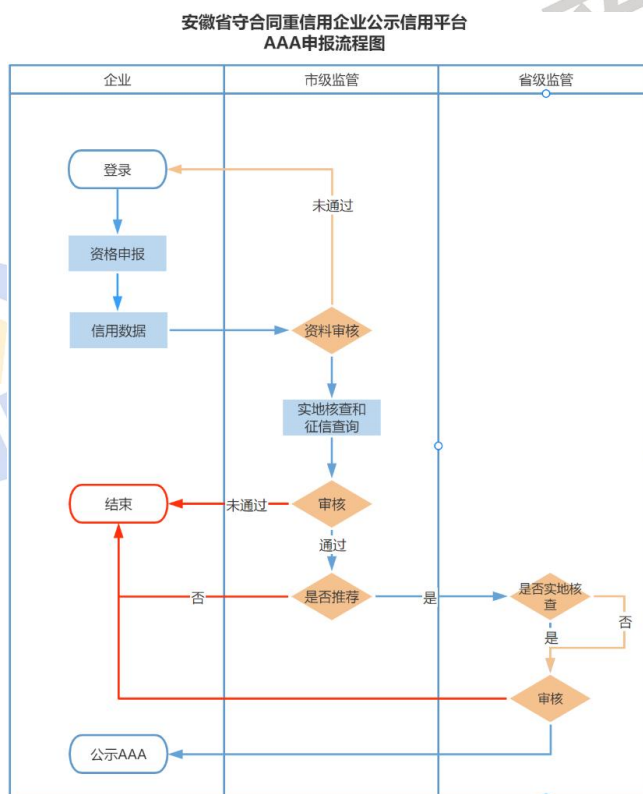 安徽省守合同重信用企业公示信用平台
AAA申报流程图
企业
市级监管
省级监管
登录
未通过
资格申报
信用数据
资料审核
实地核查和
征信查询
结束
未通过
审核
通过
否
是否推荐
是
是否实地核
查
否
是
审核
公示AAA